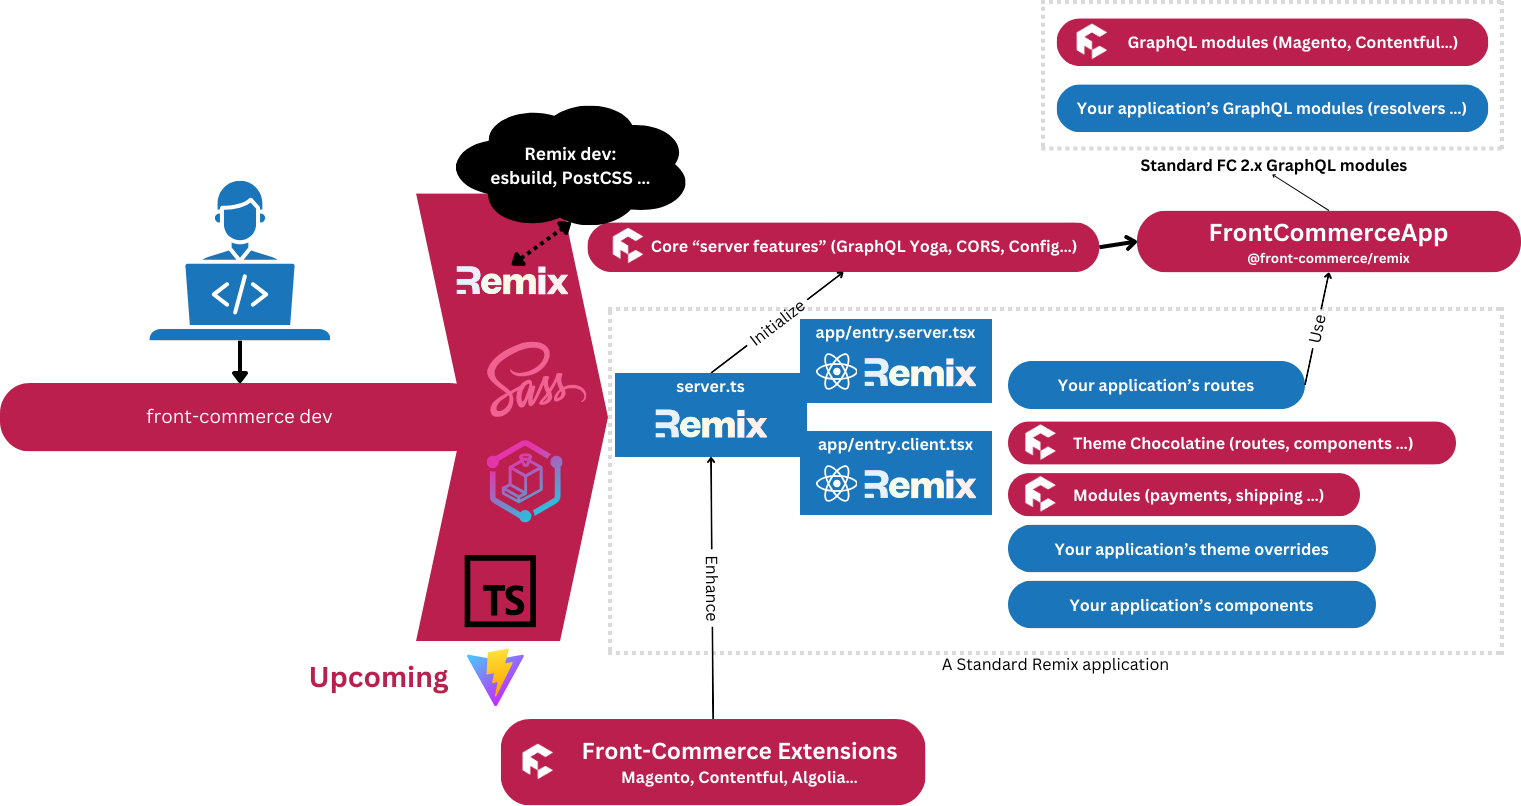 GraphQL modules (Magento, Contentful...)
Your application's GraphQL modules (resolvers ...)
Standard FC 2.x GraphQL modules
Remix dev:
esbuild, PostCSS ...
Core “server features” (GraphQL Yoga, CORS, Config...)
FrontCommerceApp
@front-commerce/remix
Remix
Initialize
Use
</>
front-commerce dev
Sass
TS
server.ts
Remix
app/entry.server.tsx
Remix
app/entry.client.tsx
Remix
Your application's routes
Theme Chocolatine (routes, components ...)
Modules (payments, shipping ...)
Your application's theme overrides
Your application's components
Enhance
A Standard Remix application
Upcoming
Front-Commerce Extensions
Magento, Contentful, Algolia...